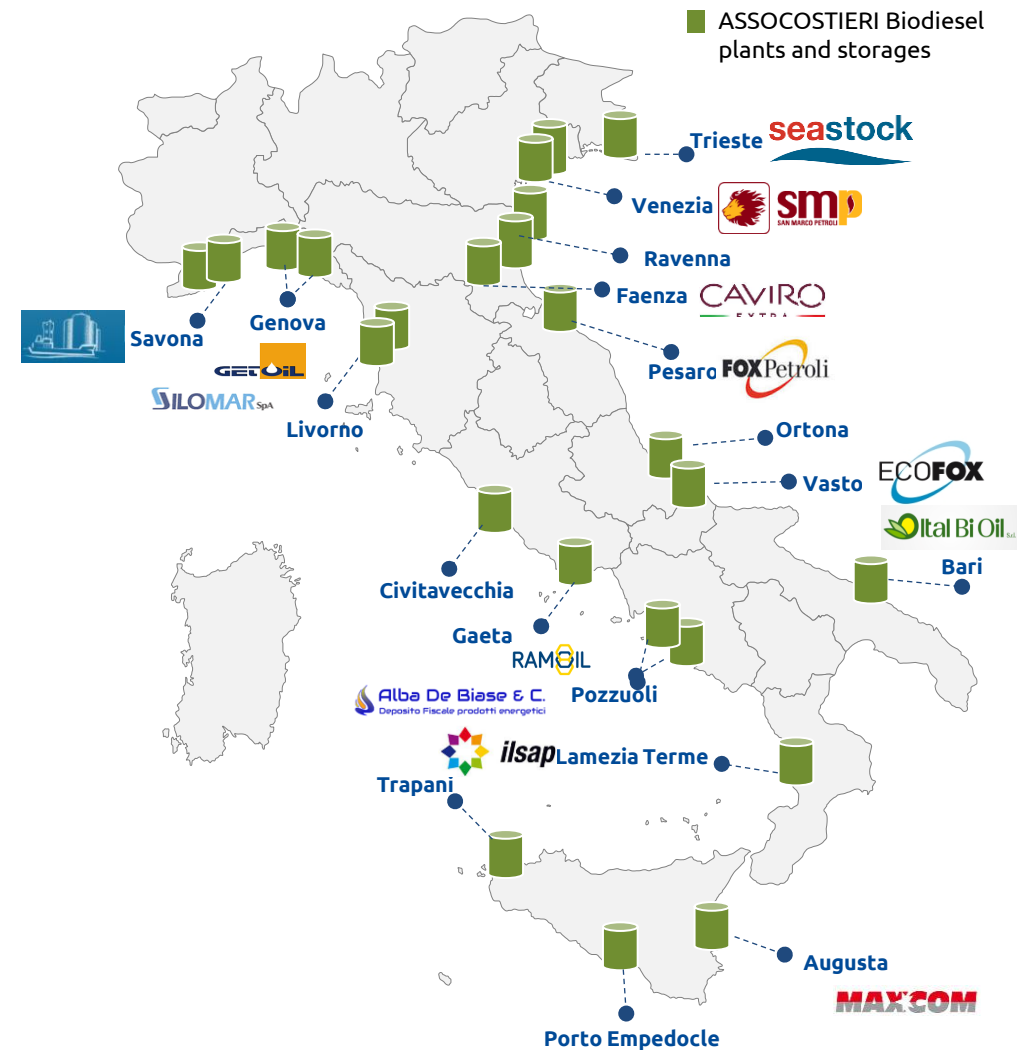 ASSOCOSTIERI Biodiesel
plants and storages
Trieste
seastock
Venezia
smp
SAN MARCO PETROLI
Ravenna
Faenza
CAVIRO
EXTRA
Savona
Genova
GETOIL
SILOMAR SpA
Livorno
Pesaro
FOXPetroli
Ortona
Vasto
ECOFOX
Ital Bi Oil S.r.l.
Bari
Civitavecchia
Gaeta
RAMOIL
Pozzuoli
Alba De Biase & C.
Deposito Fiscale prodotti energetici
ilsap
Lamezia Terme
Trapani
Augusta
MAXCOM
Porto Empedocle